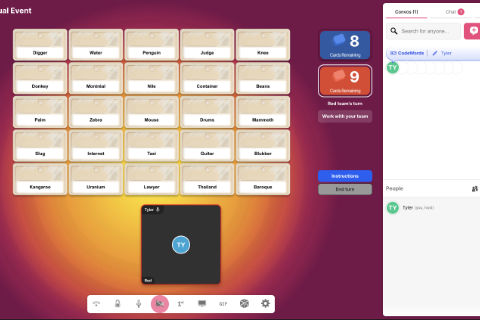 ual Event
Convos (1)
Chat
Search for anyone...
CodeWords
Tyler
TY
8
Cards Remaining
9
Cards Remaining
Red team's turn
Work with your team
Digger
Water
Penguin
Judge
Knee
Donkey
Montreal
Nile
Container
Beans
Palm
Zebra
Mouse
Drums
Mammoth
Slug
Internet
Taxi
Guitar
Blubber
Kangaroo
Uranium
Lawyer
Thailand
Baroque
Instructions
End turn
Tyler
TY
Red
GIF
People
TY
Tyler (you, host)